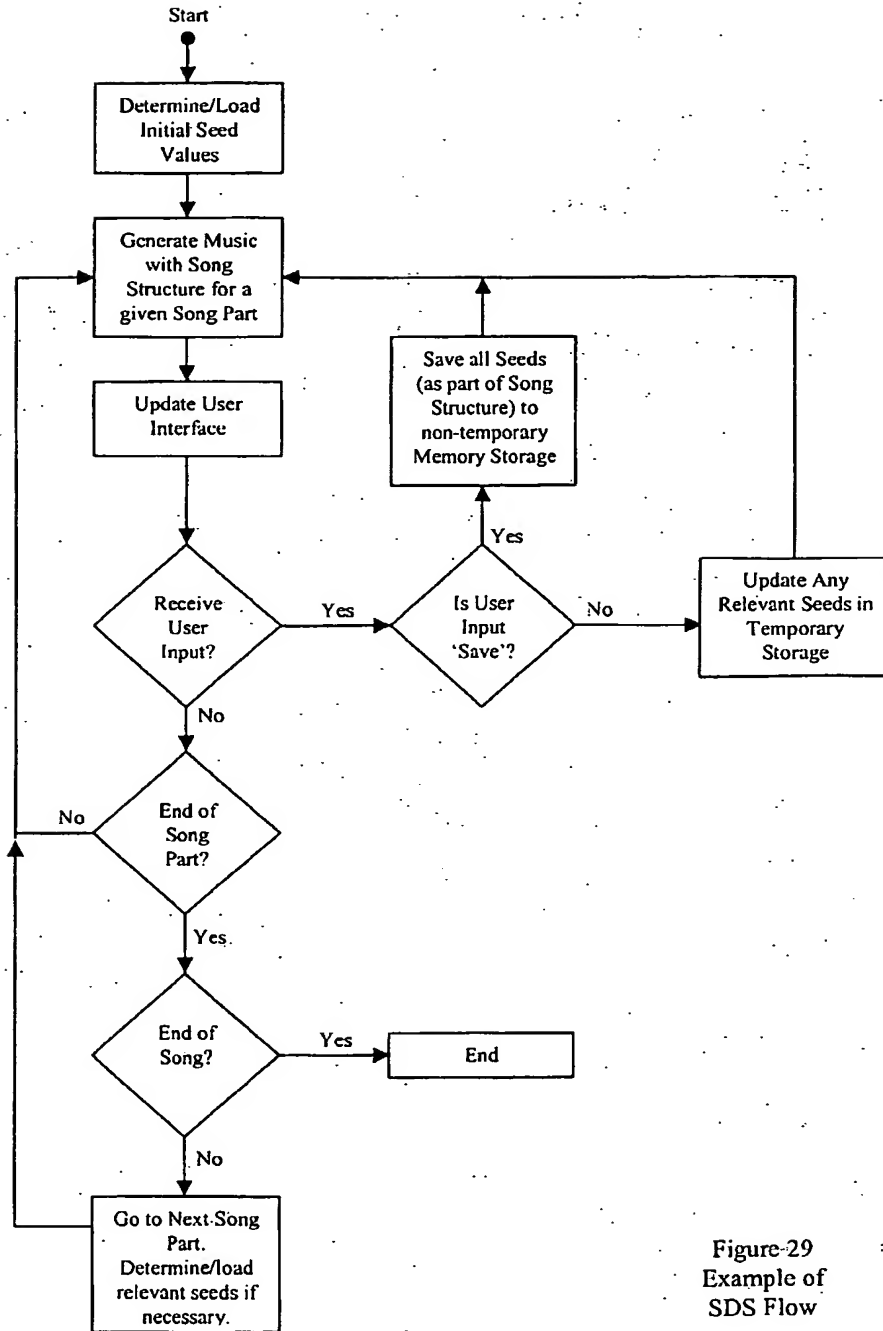 Start
Determine/Load
Initial Seed
Values
Generate Music
with Song
Structure for a
given Song Part
Update User
Interface
Save all Seeds
(as part of Song
Structure) to
non-temporary
Memory Storage
Yes
Receive
User
Input?
Yes
Is User
Input
‘Save’?
No
Update Any
Relevant Seeds in
Temporary
Storage
No
No
End of
Song
Part?
Yes
End of
Song?
Yes
End
No
Go to Next Song
Part.
Determine/load
relevant seeds if
necessary.
Figure 29
Example of
SDS Flow